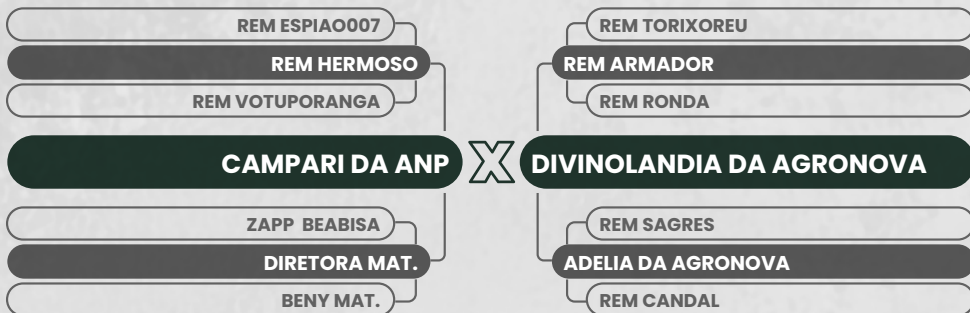 REM ESPIAO007 REM TORIXOREU
REM HERMOSO REM ARMADOR
REM VOTUPORANGA REM RONDA
CAMPARI DA ANP X DIVINOLANDIA DA AGRONOVA
ZAPP BEABISA REM SAGRES
DIRETORA MAT. ADELIA DA AGRONOVA
BENY MAT. REM CANDAL